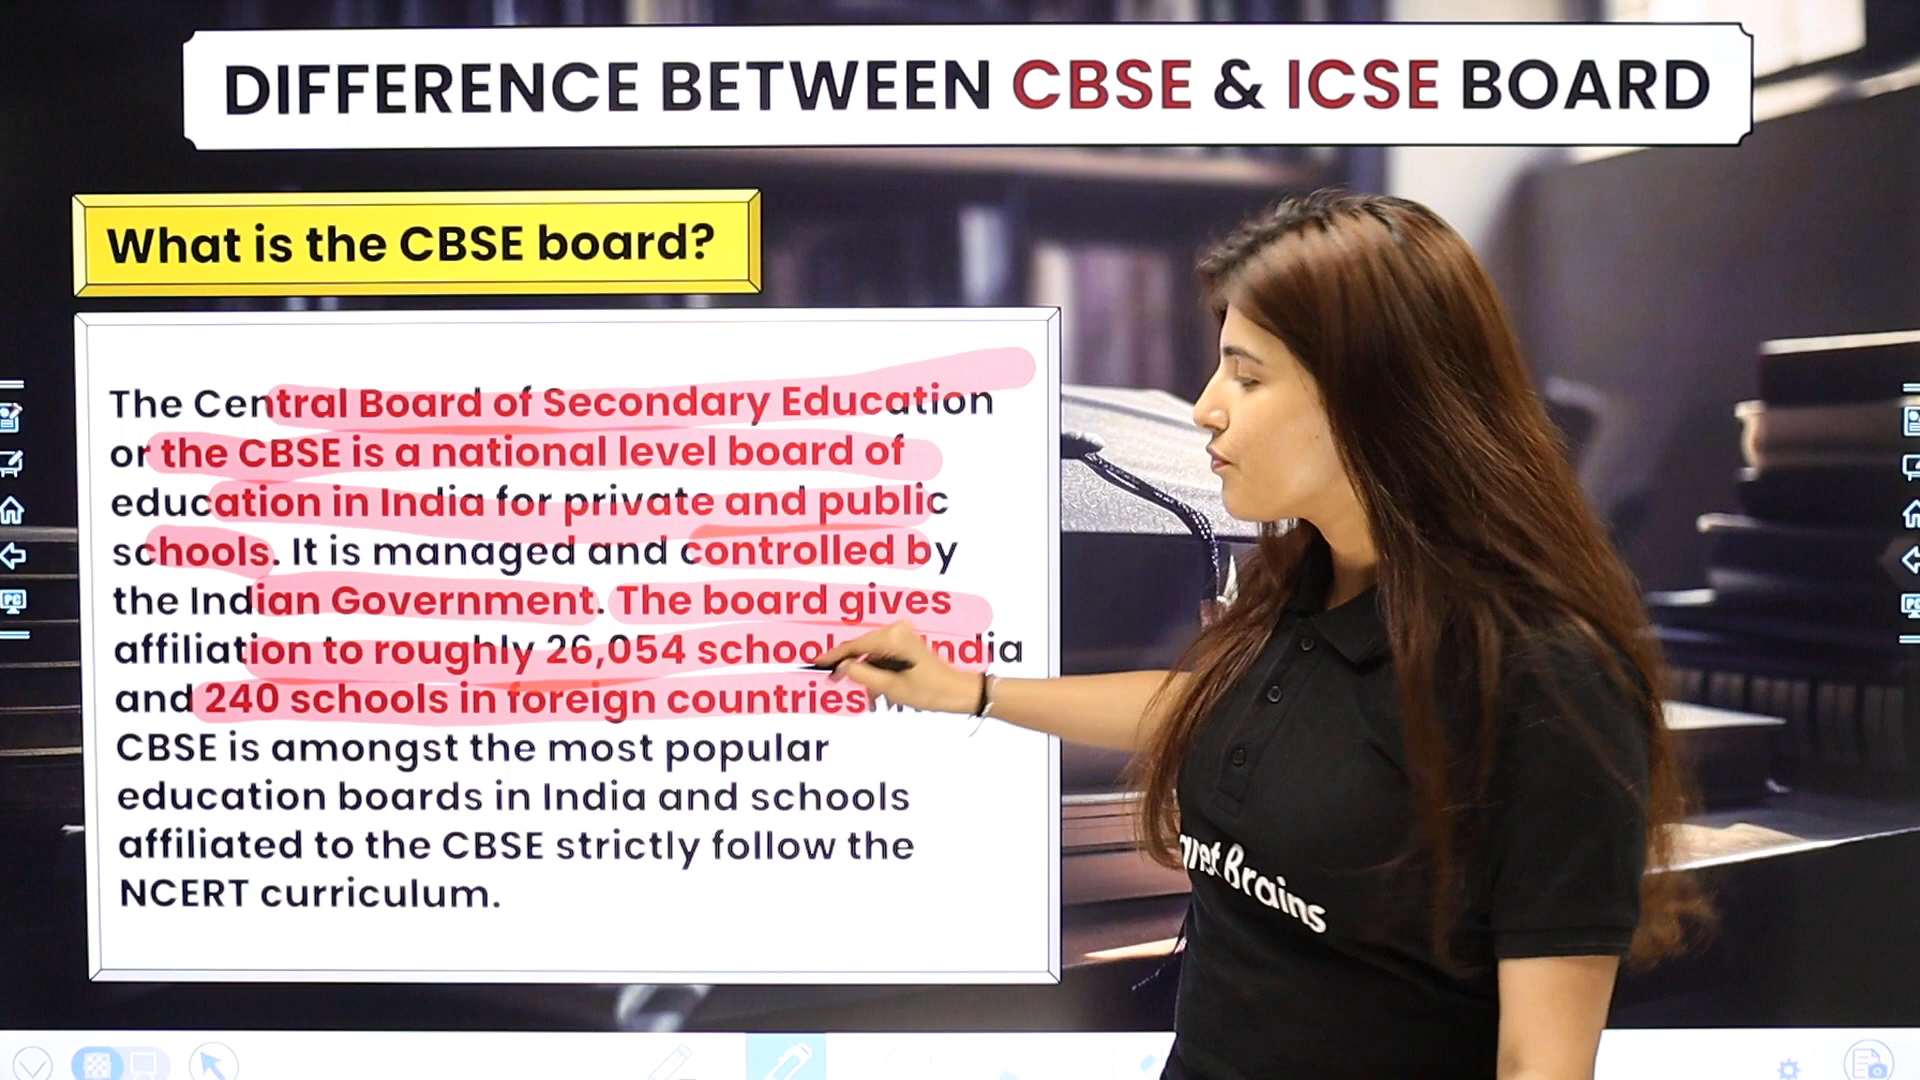 DIFFERENCE BETWEEN CBSE & ICSE BOARD
What is the CBSE board?
The Central Board of Secondary Education
or the CBSE is a national level board of
education in India for private and public
schools. It is managed and controlled by
the Indian Government. The board gives
affiliation to roughly 26,054 schools India
and 240 schools in foreign countries
CBSE is amongst the most popular
education boards in India and schools
affiliated to the CBSE strictly follow the
NCERT curriculum.
Brains
PC